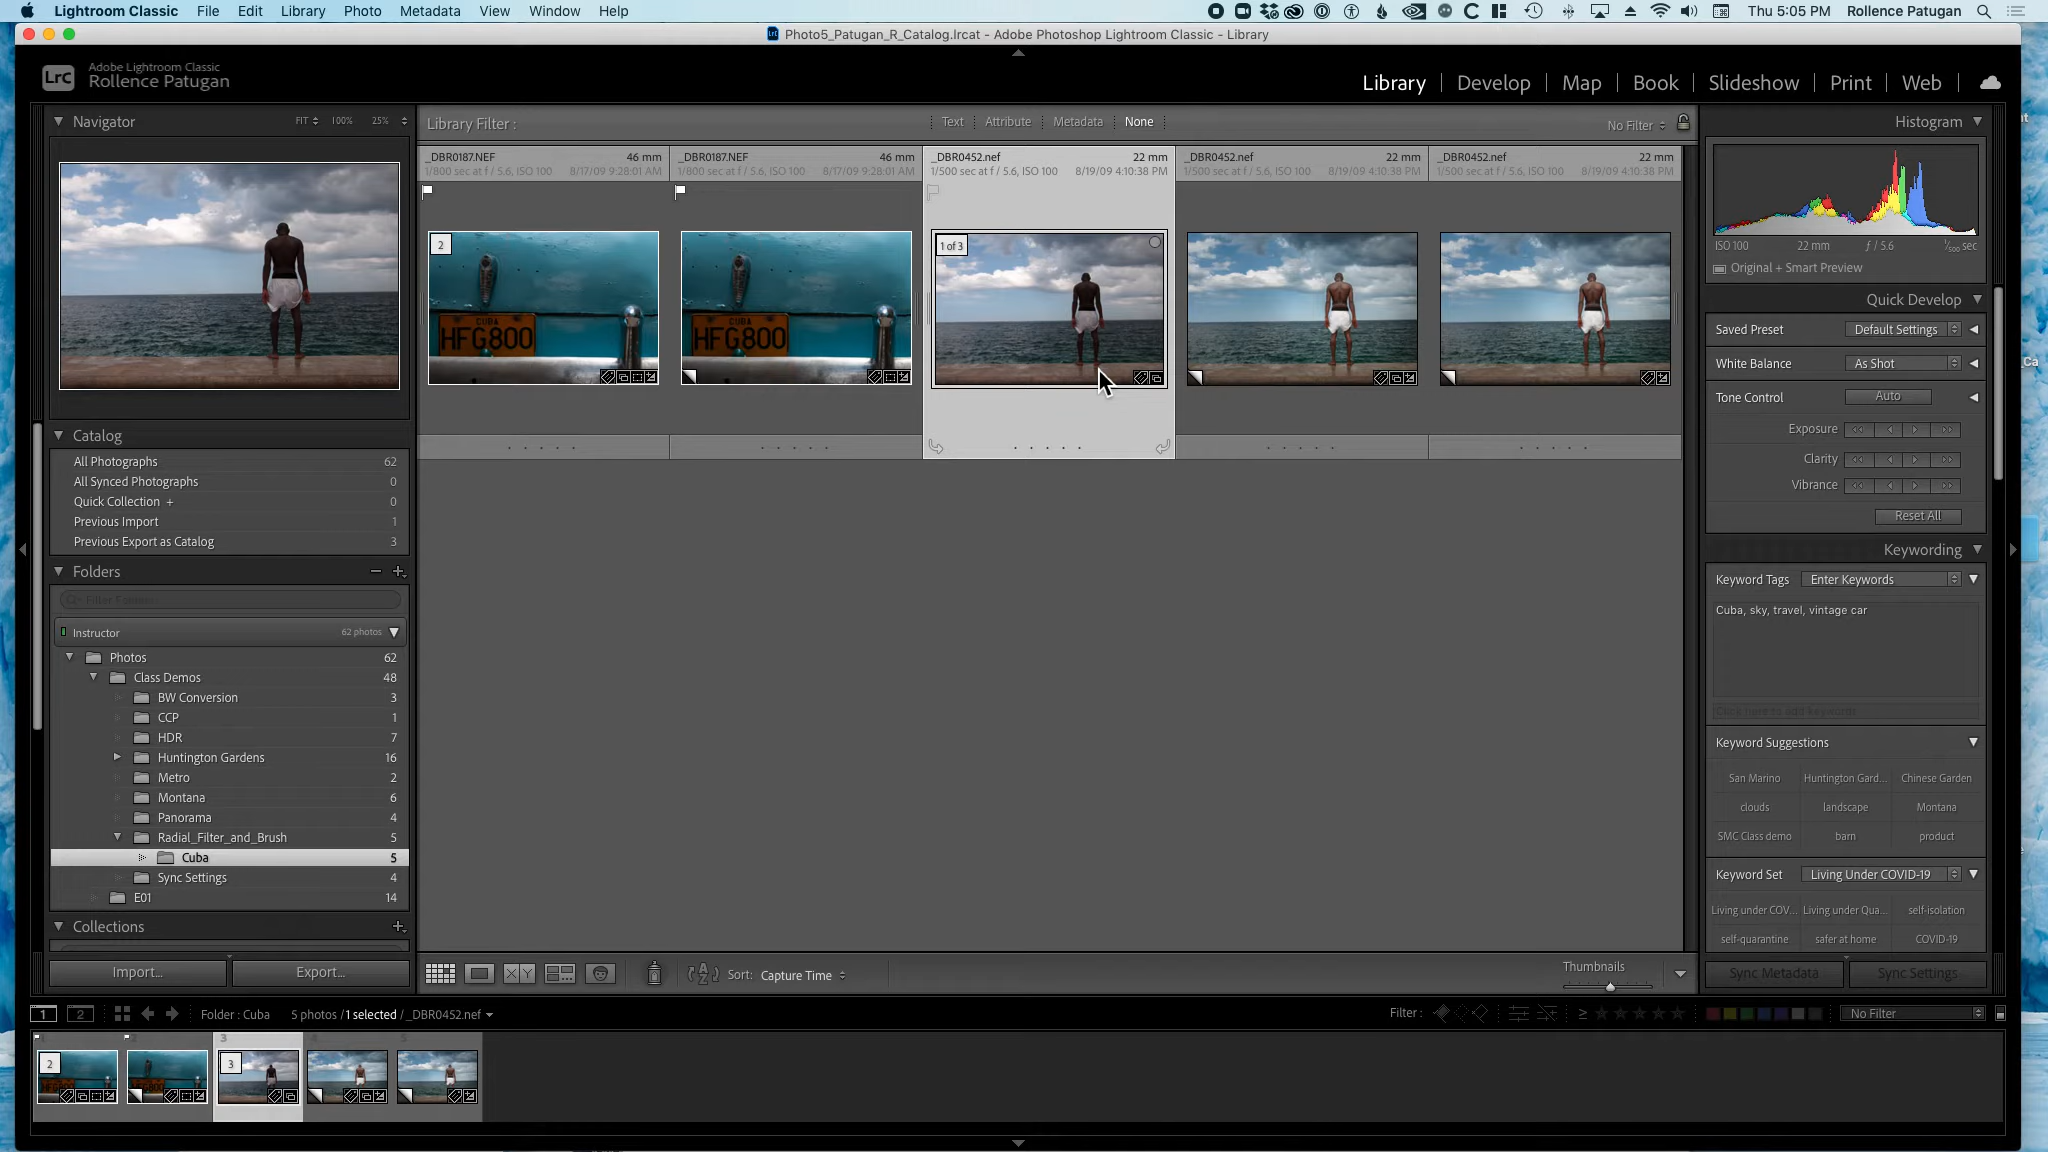 Lightroom Classic File Edit Library Photo Metadata View Window Help Thu 5:05 PM Rollence Patugan
Photo5_Patugan_R_Catalog.lrcat - Adobe Photoshop Lightroom Classic - Library
LrC Adobe Lightroom Classic
Rollence Patugan
Library | Develop | Map | Book | Slideshow | Print | Web
Navigator FIT 100% 25%
Catalog
All Photographs 62
All Synced Photographs 0
Quick Collection + 0
Previous Import 1
Previous Export as Catalog 3
Folders
Instructor 62 photos
Photos 62
Class Demos 48
BW Conversion 3
CCP 1
HDR 7
Huntington Gardens 16
Metro 2
Montana 6
Panorama 4
Radial_Filter_and_Brush 5
Cuba 5
Sync Settings 4
E01 14
Collections
Import... Export...
Library Filter : Text Attribute Metadata None No Filter
_DBR0187.NEF 46 mm
1/800 sec at f / 5.6, ISO 100 8/17/09 9:28:01 AM
2
CUBA
HFG800
_DBR0187.NEF 46 mm
1/800 sec at f / 5.6, ISO 100 8/17/09 9:28:01 AM
CUBA
HFG800
_DBR0452.nef 22 mm
1/500 sec at f / 5.6, ISO 100 8/19/09 4:10:38 PM
1 of 3
_DBR0452.nef 22 mm
1/500 sec at f / 5.6, ISO 100 8/19/09 4:10:38 PM
_DBR0452.nef 22 mm
1/500 sec at f / 5.6, ISO 100 8/19/09 4:10:38 PM
XY Sort: Capture Time Thumbnails
Histogram
ISO 100 22 mm f / 5.6 1/500 sec
Original + Smart Preview
Quick Develop
Saved Preset Default Settings
White Balance As Shot
Tone Control Auto
Exposure
Clarity
Vibrance
Reset All
Keywording
Keyword Tags Enter Keywords
Cuba, sky, travel, vintage car
Keyword Suggestions
San Marino Huntington Gard... Chinese Garden
clouds landscape Montana
SMC Class demo barn product
Keyword Set Living Under COVID-19
Living under COV... Living under Qua... self-isolation
self-quarantine safer at home COVID-19
Sync Metadata Sync Settings
1 2 Folder : Cuba 5 photos / 1 selected / _DBR0452.nef Filter : No Filter
2 3